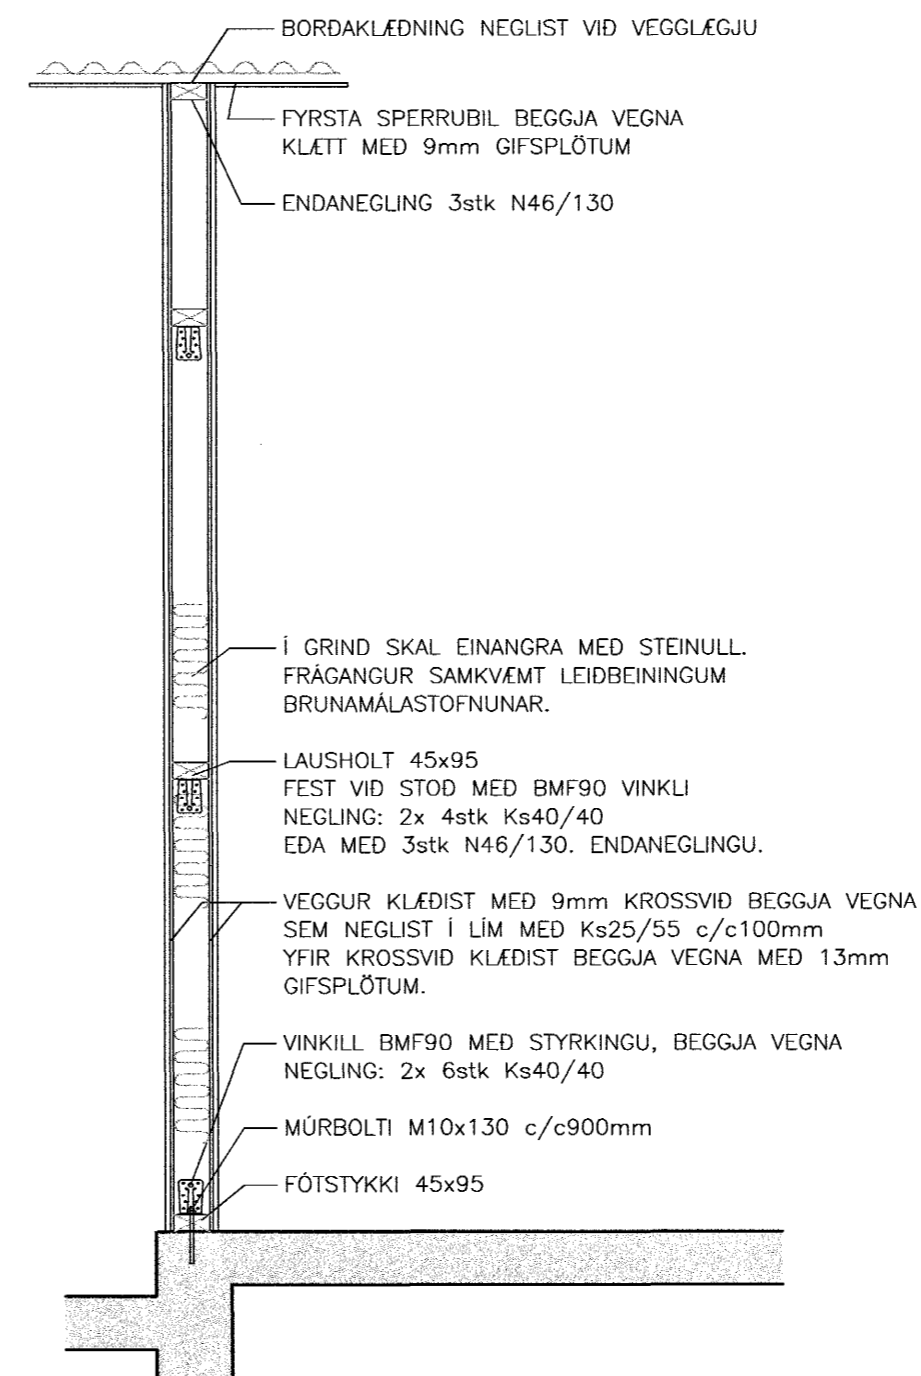 BORÐAKLÆÐNING NEGLIST VIÐ VEGGLÆGJU
FYRSTA SPERRUBIL BEGGJA VEGNA
KLÆTT MEÐ 9mm GIFSPLÖTUM
ENDANEGLING 3stk N46/130
Í GRIND SKAL EINANGRA MEÐ STEINULL.
FRÁGANGUR SAMKVÆMT LEIÐBEININGUM
BRUNAMÁLASTOFNUNAR.
LAUSHOLT 45x95
FEST VIÐ STOÐ MEÐ BMF90 VINKLI
NEGLING: 2x 4stk Ks40/40
EÐA MEÐ 3stk N46/130. ENDANEGLINGU.
VEGGUR KLÆÐIST MEÐ 9mm KROSSVIÐ BEGGJA VEGNA
SEM NEGLIST Í LÍM MEÐ Ks25/55 c/c100mm
YFIR KROSSVIÐ KLÆÐIST BEGGJA VEGNA MEÐ 13mm
GIFSPLÖTUM.
VINKILL BMF90 MEÐ STYRKINGU, BEGGJA VEGNA
NEGLING: 2x 6stk Ks40/40
MÚRBOLTI M10x130 c/c900mm
FÓTSTYKKI 45x95